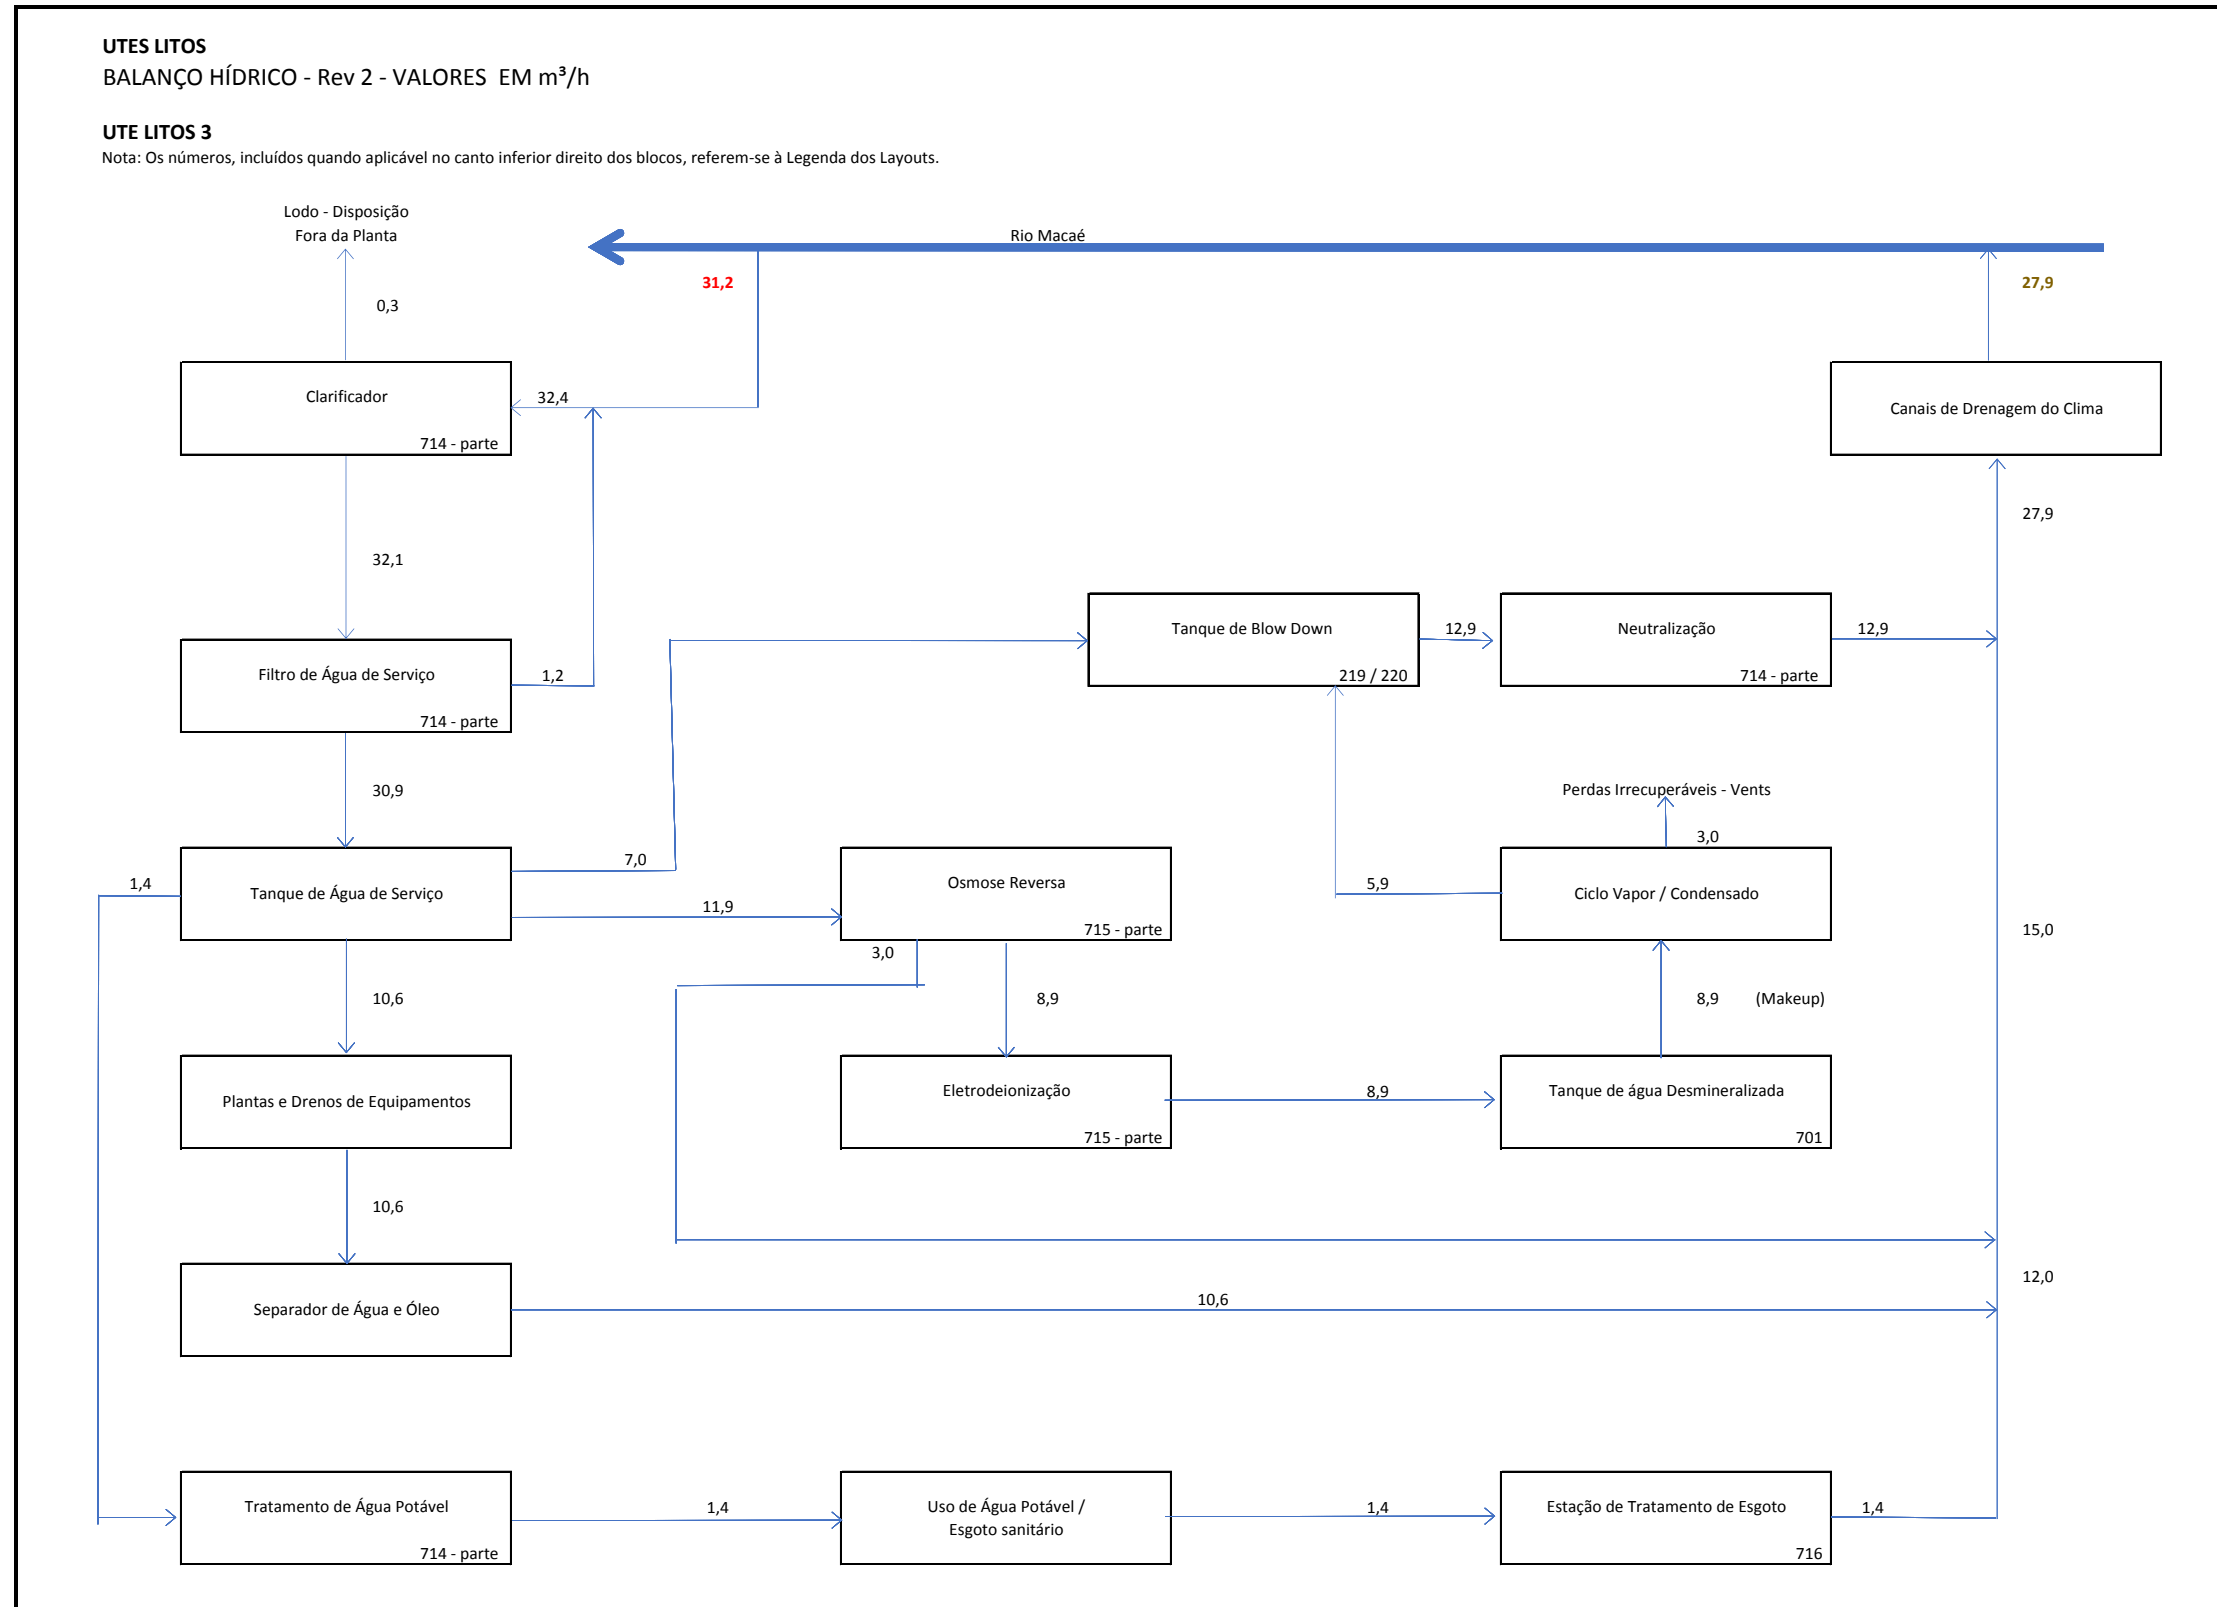 UTES LITOS
BALANÇO HÍDRICO - Rev 2 - VALORES EM m³/h
UTE LITOS 3
Nota: Os números, incluídos quando aplicável no canto inferior direito dos blocos, referem-se à Legenda dos Layouts.
Lodo - Disposição
Fora da Planta
Rio Macaé
31,2
27,9
0,3
Clarificador
32,4
714 - parte
Canais de Drenagem do Clima
27,9
32,1
Tanque de Blow Down
12,9
219 / 220
Neutralização
12,9
714 - parte
Filtro de Água de Serviço
1,2
714 - parte
30,9
Perdas Irrecuperáveis - Vents
3,0
7,0
1,4
Tanque de Água de Serviço
11,9
Osmose Reversa
715 - parte
5,9
Ciclo Vapor / Condensado
15,0
3,0
10,6
8,9
8,9 (Makeup)
Plantas e Drenos de Equipamentos
Eletrodeionização
715 - parte
8,9
Tanque de água Desmineralizada
701
10,6
12,0
Separador de Água e Óleo
10,6
Tratamento de Água Potável
714 - parte
1,4
Uso de Água Potável /
Esgoto sanitário
1,4
Estação de Tratamento de Esgoto
716
1,4